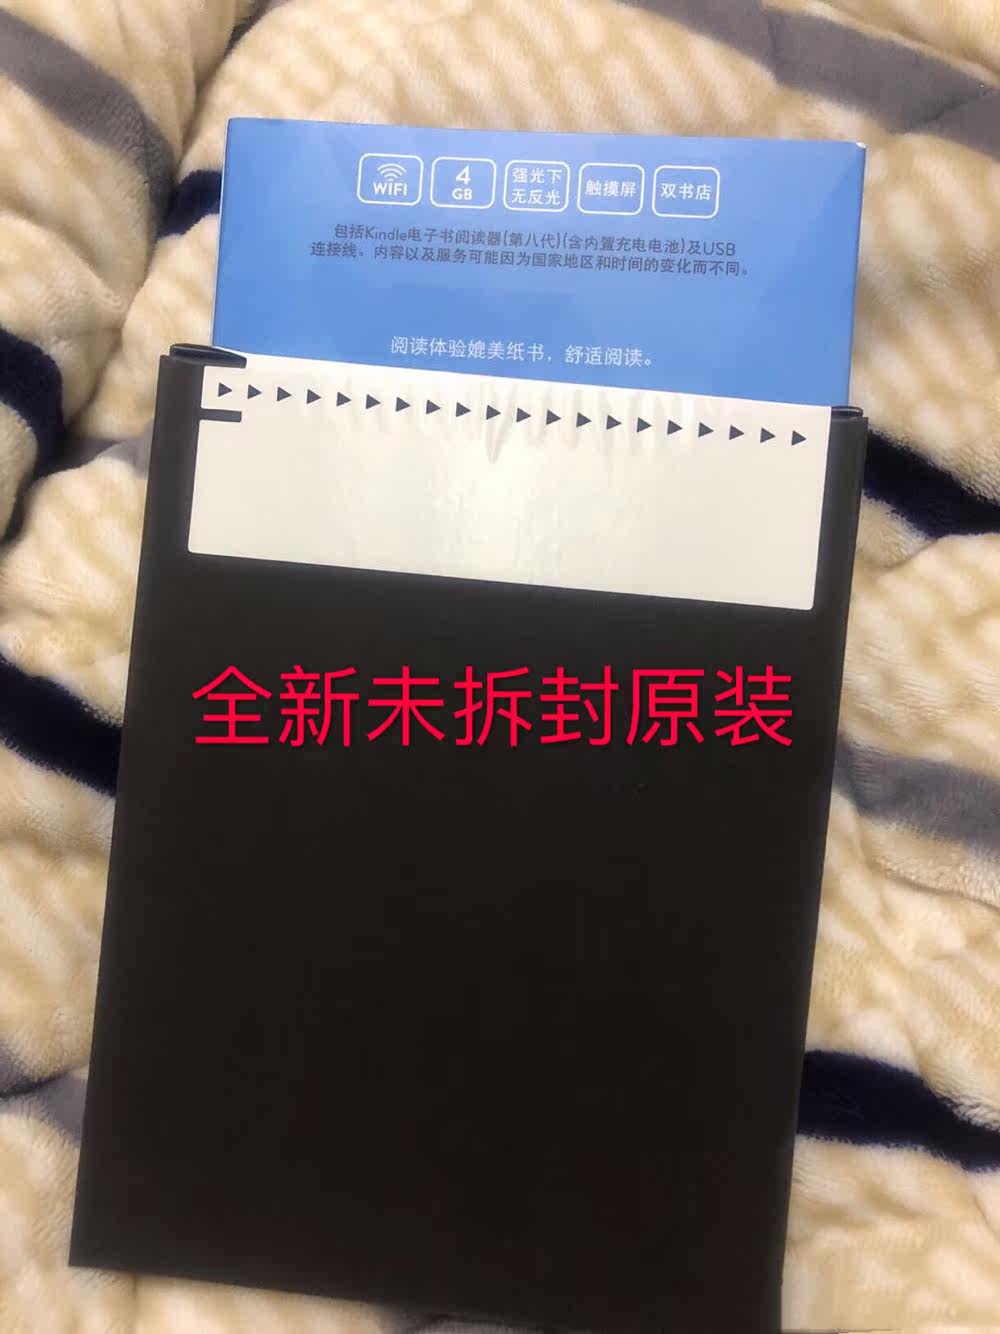 WiFi
4
GB
强光下
无反光
触摸屏
双书店
包括Kindle电子书阅读器(第八代)(含内置充电电池)及USB
连接线。内容以及服务可能因为国家地区和时间的变化而不同。
阅读体验媲美纸书，舒适阅读。
全新未拆封原装